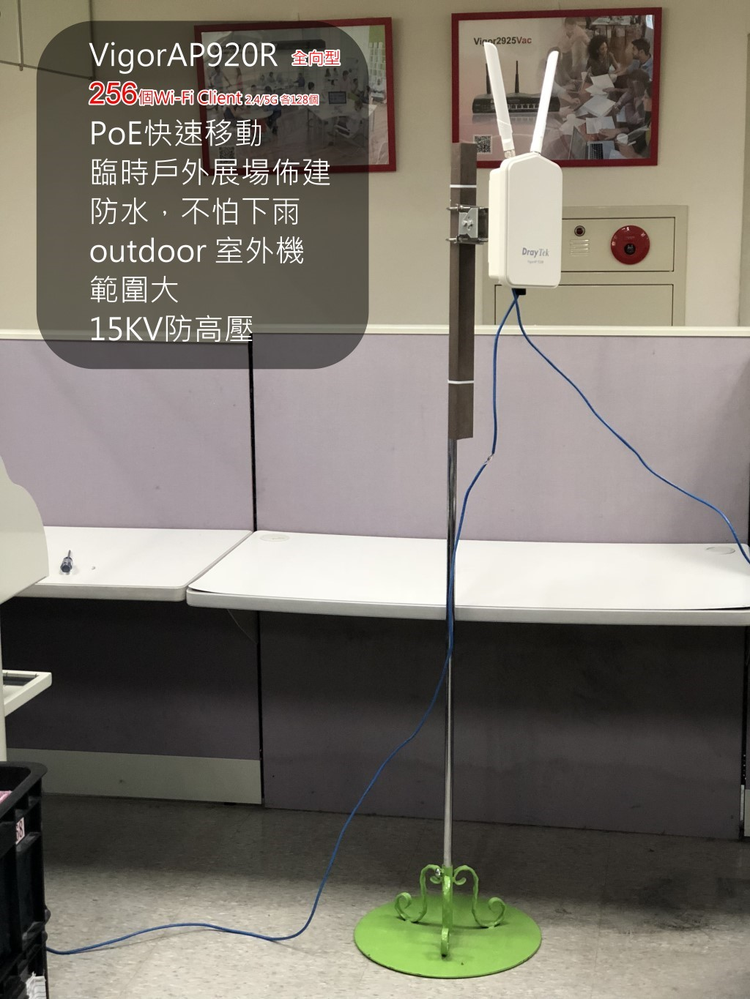 VigorAP920R 全向型
256個Wi-Fi Client 2.4/5G 各128個
PoE快速移動
臨時戶外展場佈建
防水，不怕下雨
outdoor 室外機
範圍大
15KV防高壓
Vigor2925Vac
DrayTek